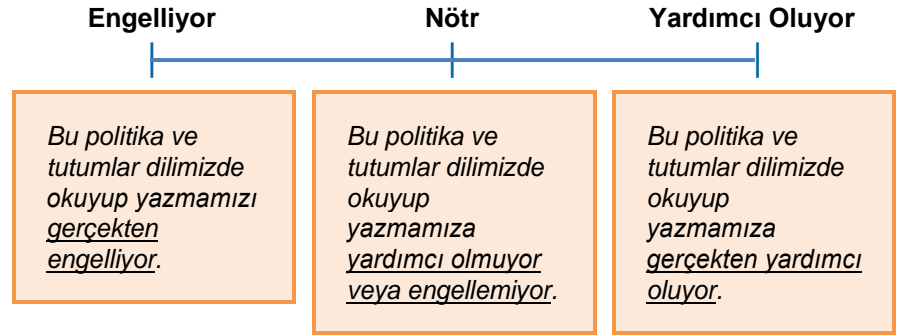 Engelliyor
Nötr
Yardımcı Oluyor
Bu politika ve
tutumlar dilimizde
okuyup yazmamızı
gerçekten
engelliyor.
Bu politika ve
tutumlar dilimizde
okuyup
yazmamıza
yardımcı olmuyor
veya engellemiyor.
Bu politika ve
tutumlar dilimizde
okuyup
yazmamıza
gerçekten yardımcı
oluyor.